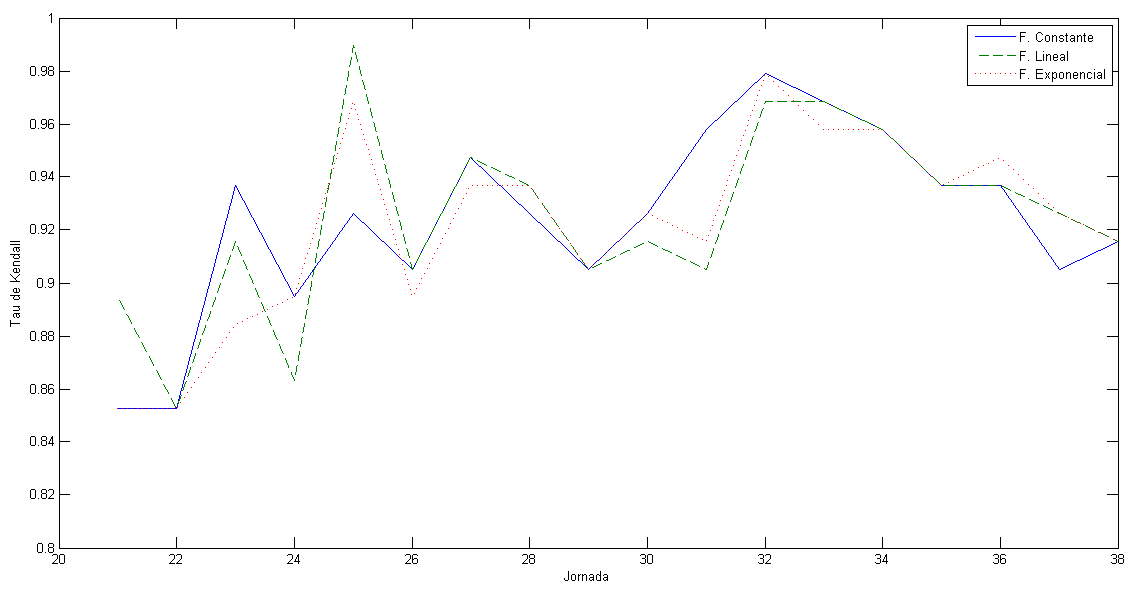 1
0.98
0.96
0.94
0.92
0.9
0.88
0.86
0.84
0.82
0.8
Tau de Kendall
F. Constante
F. Lineal
F. Exponencial
20 22 24 26 28 30 32 34 36 38
Jornada